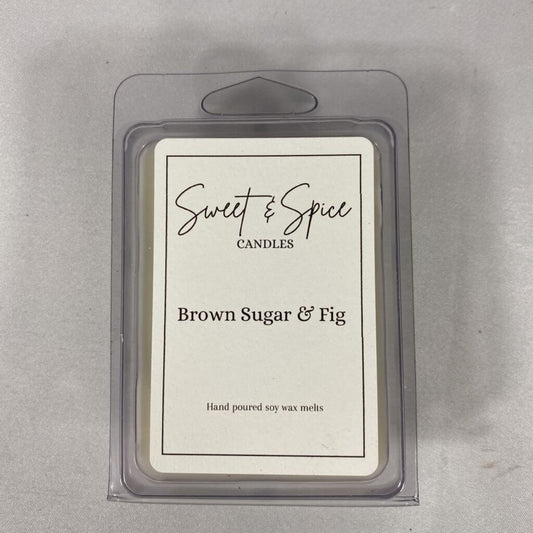 Sweet & Spice
CANDLES
Brown Sugar & Fig
Hand poured soy wax melts